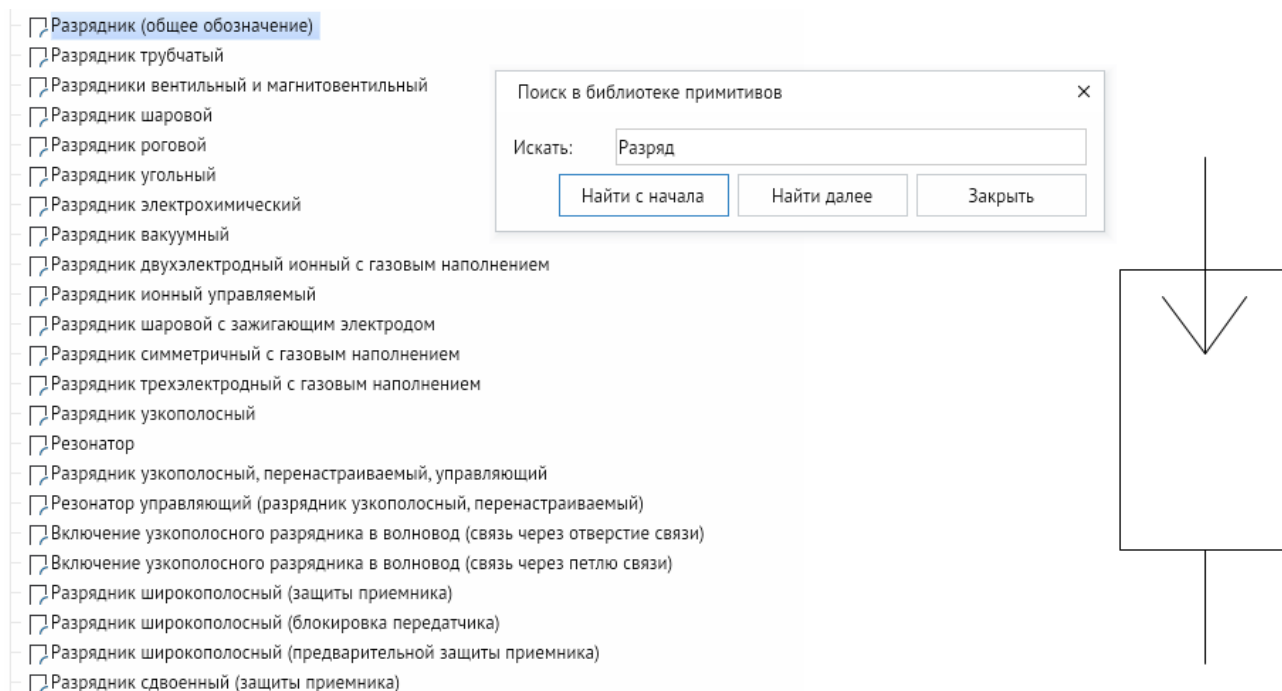 Разрядник (общее обозначение)
Разрядник трубчатый
Разрядники вентильный и магнитовентильный
Разрядник шаровой
Разрядник роговой
Разрядник угольный
Разрядник электрохимический
Разрядник вакуумный
Разрядник двухэлектродный ионный с газовым наполнением
Разрядник ионный управляемый
Разрядник шаровой с зажигающим электродом
Разрядник симметричный с газовым наполнением
Разрядник трехэлектродный с газовым наполнением
Разрядник узкополосный
Резонатор
Разрядник узкополосный, перенастраиваемый, управляющий
Резонатор управляющий (разрядник узкополосный, перенастраиваемый)
Включение узкополосного разрядника в волновод (связь через отверстие связи)
Включение узкополосного разрядника в волновод (связь через петлю связи)
Разрядник широкополосный (защиты приемника)
Разрядник широкополосный (блокировка передатчика)
Разрядник широкополосный (предварительной защиты приемника)
Разрядник сдвоенный (защиты приемника)
Поиск в библиотеке примитивов
Искать: Разряд
Найти с начала Найти далее Закрыть